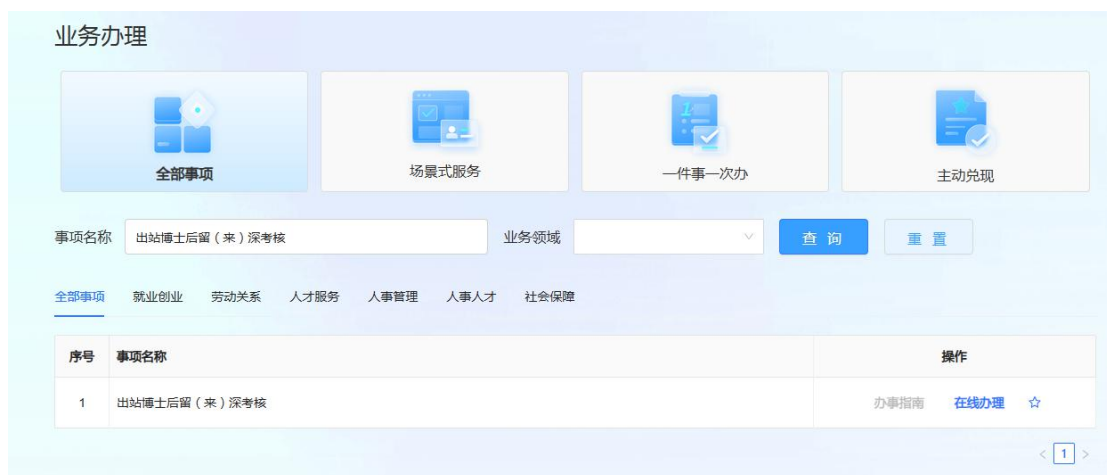 业务办理
全部事项 场景式服务 一件事一次办 主动兑现
事项名称 出站博士后留（来）深考核 业务领域 查 询 重 置
全部事项 就业创业 劳动关系 人才服务 人事管理 人事人才 社会保障
序号 事项名称 操作
1 出站博士后留（来）深考核 办事指南 在线办理
< 1 >